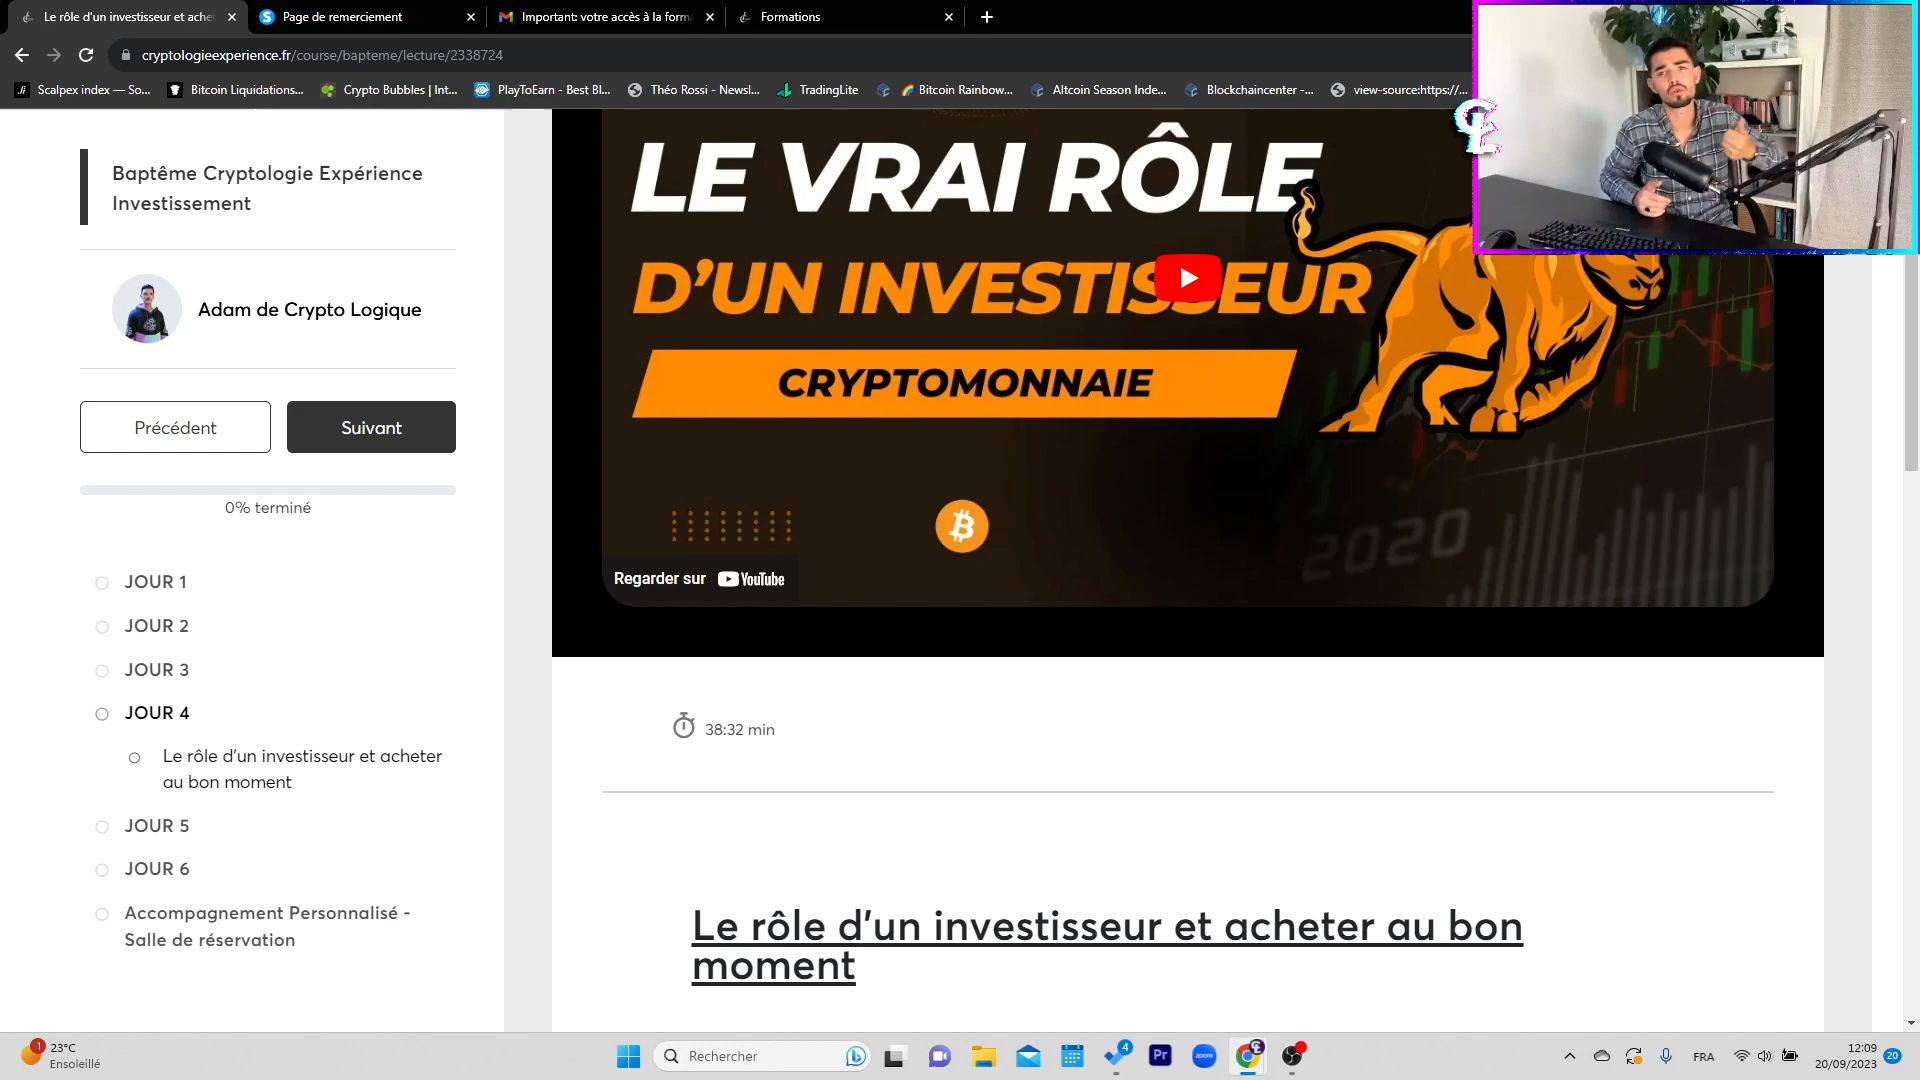 Le rôle d'un investisseur et ache
Page de remerciement
Important: votre accès à la form
Formations
cryptologieexperience.fr/course/bapteme/lecture/2338724
Scalpex index — So...
Bitcoin Liquidations...
Crypto Bubbles | Int...
PlayToEarn - Best Bl...
Théo Rossi - Newsl...
TradingLite
Bitcoin Rainbow...
Altcoin Season Inde...
Blockchaincenter -...
view-source:https://...
Baptême Cryptologie Expérience
Investissement
Adam de Crypto Logique
Précédent
Suivant
0% terminé
JOUR 1
JOUR 2
JOUR 3
JOUR 4
Le rôle d'un investisseur et acheter
au bon moment
JOUR 5
JOUR 6
Accompagnement Personnalisé -
Salle de réservation
LE VRAI RÔLE
D'UN INVESTISSEUR
CRYPTOMONNAIE
2020
Regarder sur YouTube
38:32 min
Le rôle d'un investisseur et acheter au bon
moment
1
23°C
Ensoleillé
Rechercher
4
Pr
zoom
FRA
12:09
20/09/2023
20